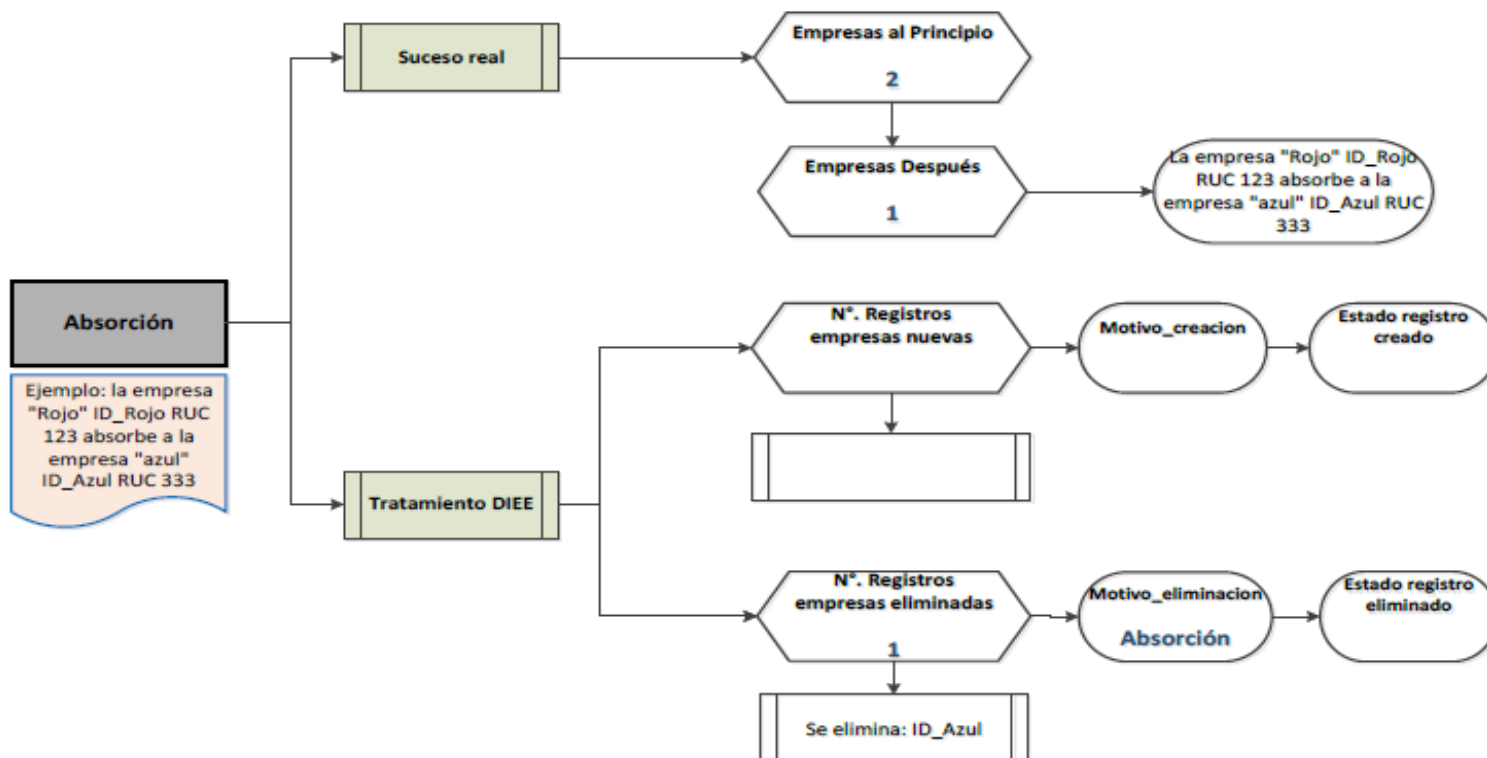 Empresas al Principio
2
Suceso real
Empresas Después
1
La empresa "Rojo" ID_Rojo
RUC 123 absorbe a la
empresa "azul" ID_Azul RUC
333
Absorción
Ejemplo: la empresa
"Rojo" ID_Rojo RUC
123 absorbe a la
empresa "azul"
ID_Azul RUC 333
N°. Registros
empresas nuevas
Motivo_creacion
Estado registro
creado
Tratamiento DIEE
N°. Registros
empresas eliminadas
1
Motivo_eliminacion
Absorción
Estado registro
eliminado
Se elimina: ID_Azul